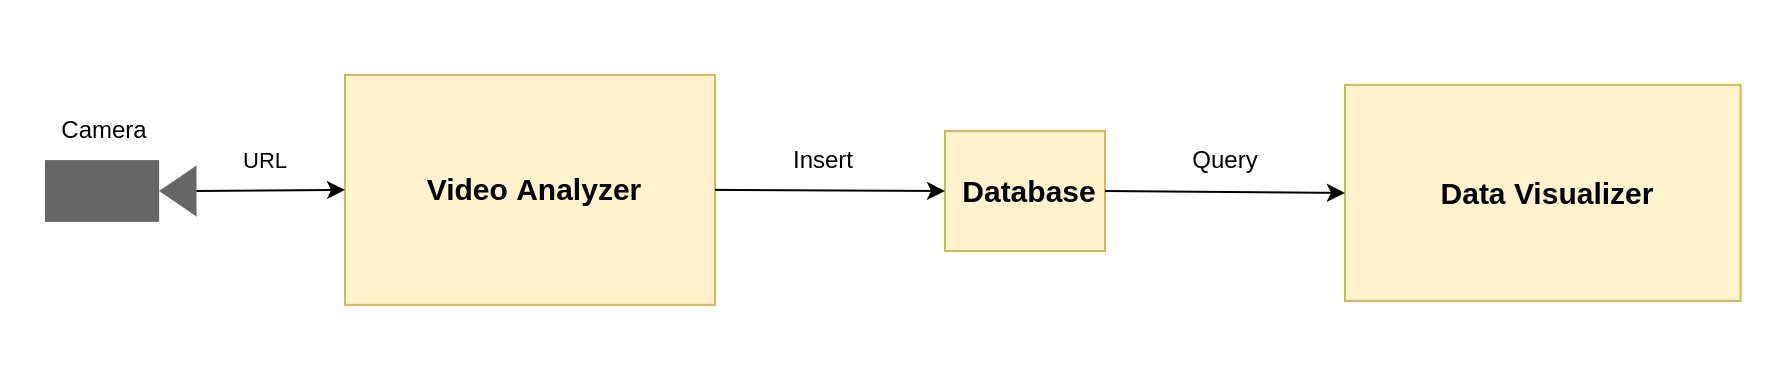 Camera
URL
Video Analyzer
Insert
Database
Query
Data Visualizer